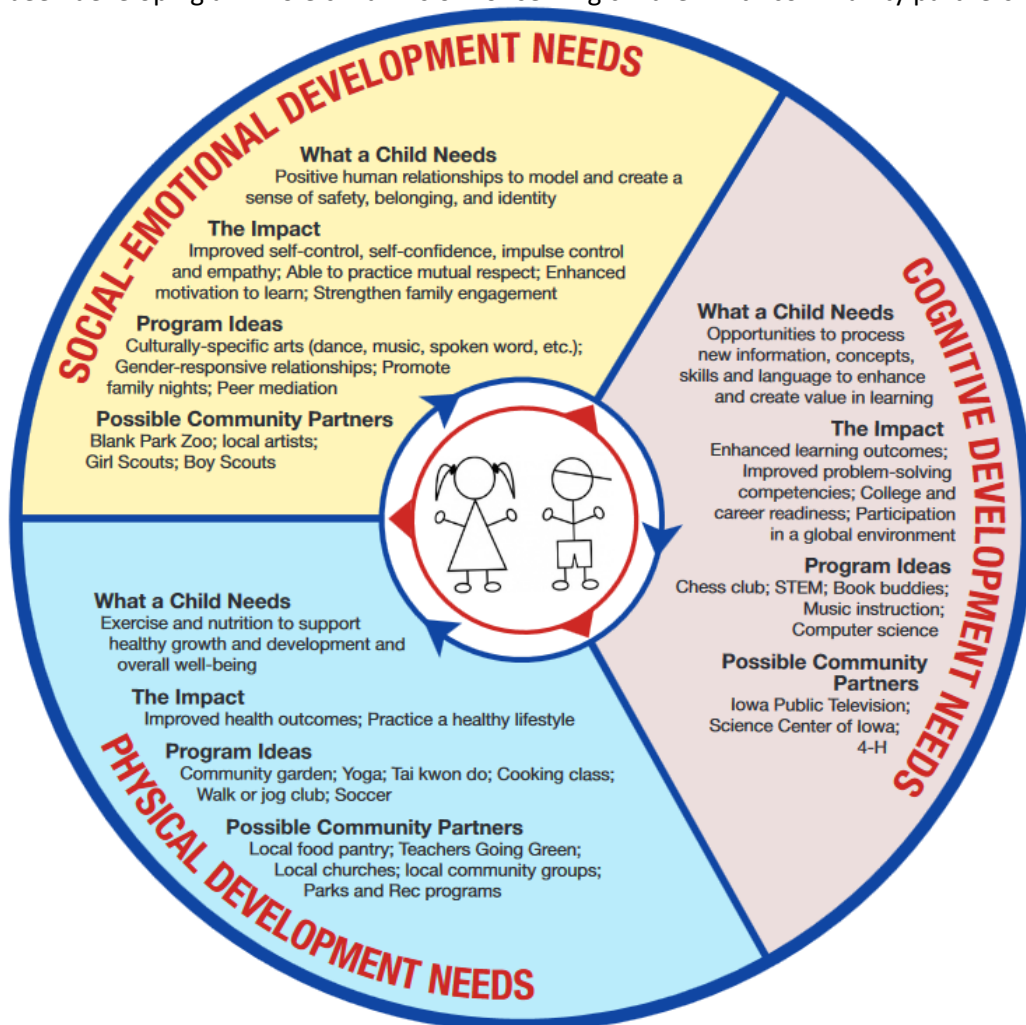 SOCIAL-EMOTIONAL DEVELOPMENT NEEDS
What a Child Needs
Positive human relationships to model and create a
sense of safety, belonging, and identity
The Impact
Improved self-control, self-confidence, impulse control
and empathy; Able to practice mutual respect; Enhanced
motivation to learn; Strengthen family engagement
Program Ideas
Culturally-specific arts (dance, music, spoken word, etc.);
Gender-responsive relationships; Promote
family nights; Peer mediation
Possible Community Partners
Blank Park Zoo; local artists;
Girl Scouts; Boy Scouts
COGNITIVE DEVELOPMENT NEEDS
What a Child Needs
Opportunities to process
new information, concepts,
skills and language to enhance
and create value in learning
The Impact
Enhanced learning outcomes;
Improved problem-solving
competencies; College and
career readiness; Participation
in a global environment
Program Ideas
Chess club; STEM; Book buddies;
Music instruction;
Computer science
Possible Community
Partners
Iowa Public Television;
Science Center of Iowa;
4-H
What a Child Needs
Exercise and nutrition to support
healthy growth and development and
overall well-being
The Impact
Improved health outcomes; Practice a healthy lifestyle
Program Ideas
Community garden; Yoga; Tai kwon do; Cooking class;
Walk or jog club; Soccer
Possible Community Partners
Local food pantry; Teachers Going Green;
Local churches; local community groups;
Parks and Rec programs
PHYSICAL DEVELOPMENT NEEDS